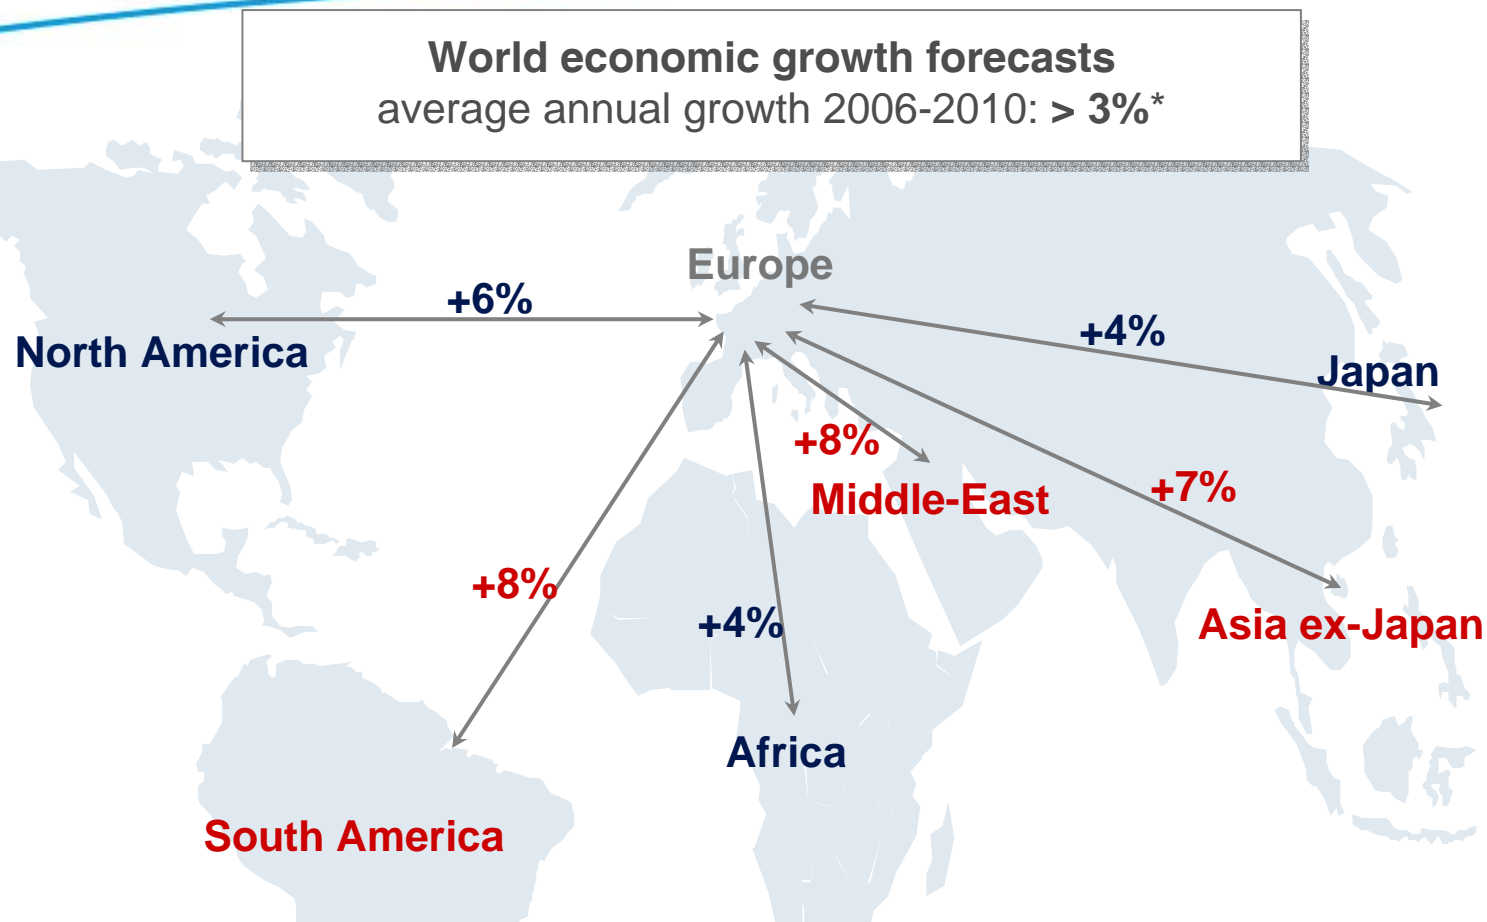 World economic growth forecasts
average annual growth 2006-2010: > 3%*
Europe
+6%
North America
+4%
Japan
+8%
Middle-East
+7%
+8%
+4%
Asia ex-Japan
Africa
South America